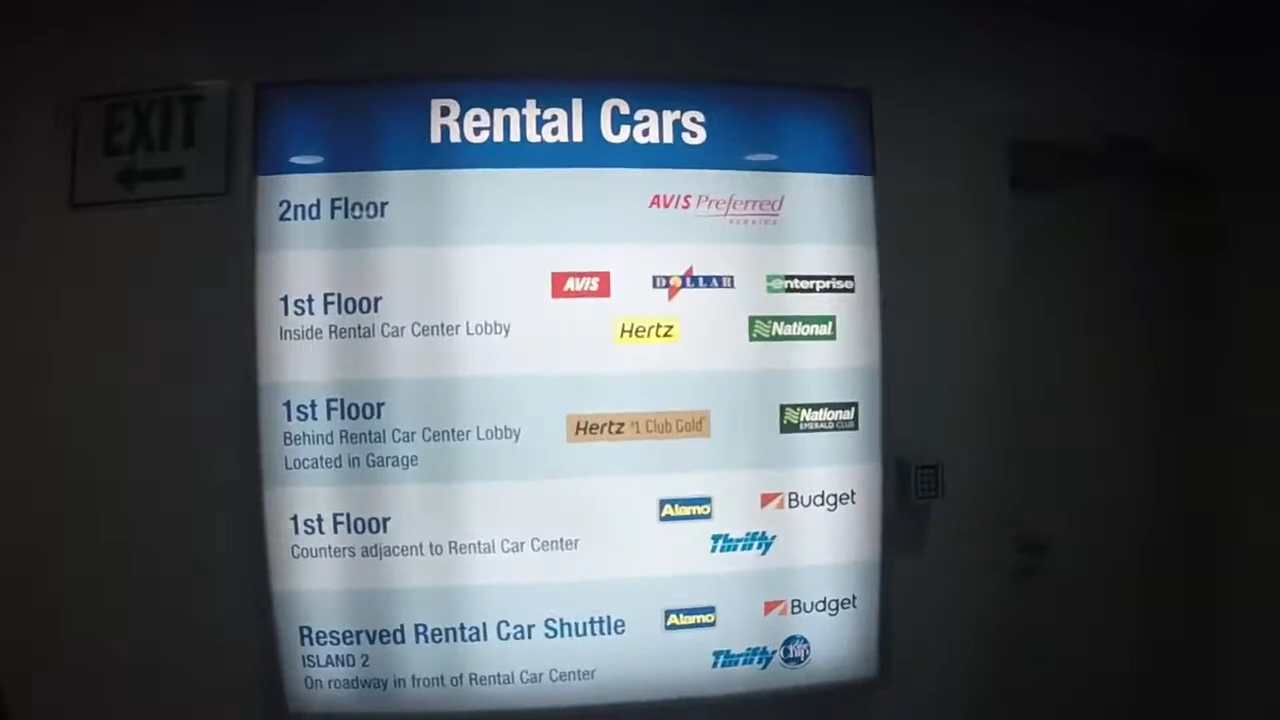 EXIT
Rental Cars
2nd Floor
AVIS Preferred
SERVICE
1st Floor
Inside Rental Car Center Lobby
AVIS
DOLLAR
enterprise
Hertz
National
1st Floor
Behind Rental Car Center Lobby
Located in Garage
Hertz #1 Club Gold
National
EMERALD CLUB
1st Floor
Counters adjacent to Rental Car Center
Alamo
Budget
Thrifty
Reserved Rental Car Shuttle
ISLAND 2
On roadway in front of Rental Car Center
Alamo
Budget
Thrifty
Blue Chip